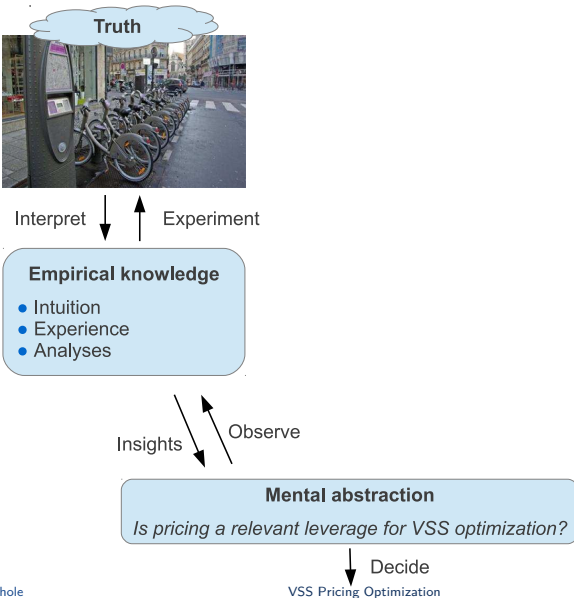 Truth
Interpret
Experiment
Empirical knowledge
• Intuition
• Experience
• Analyses
Insights
Observe
Mental abstraction
Is pricing a relevant leverage for VSS optimization?
Decide
hole
VSS Pricing Optimization